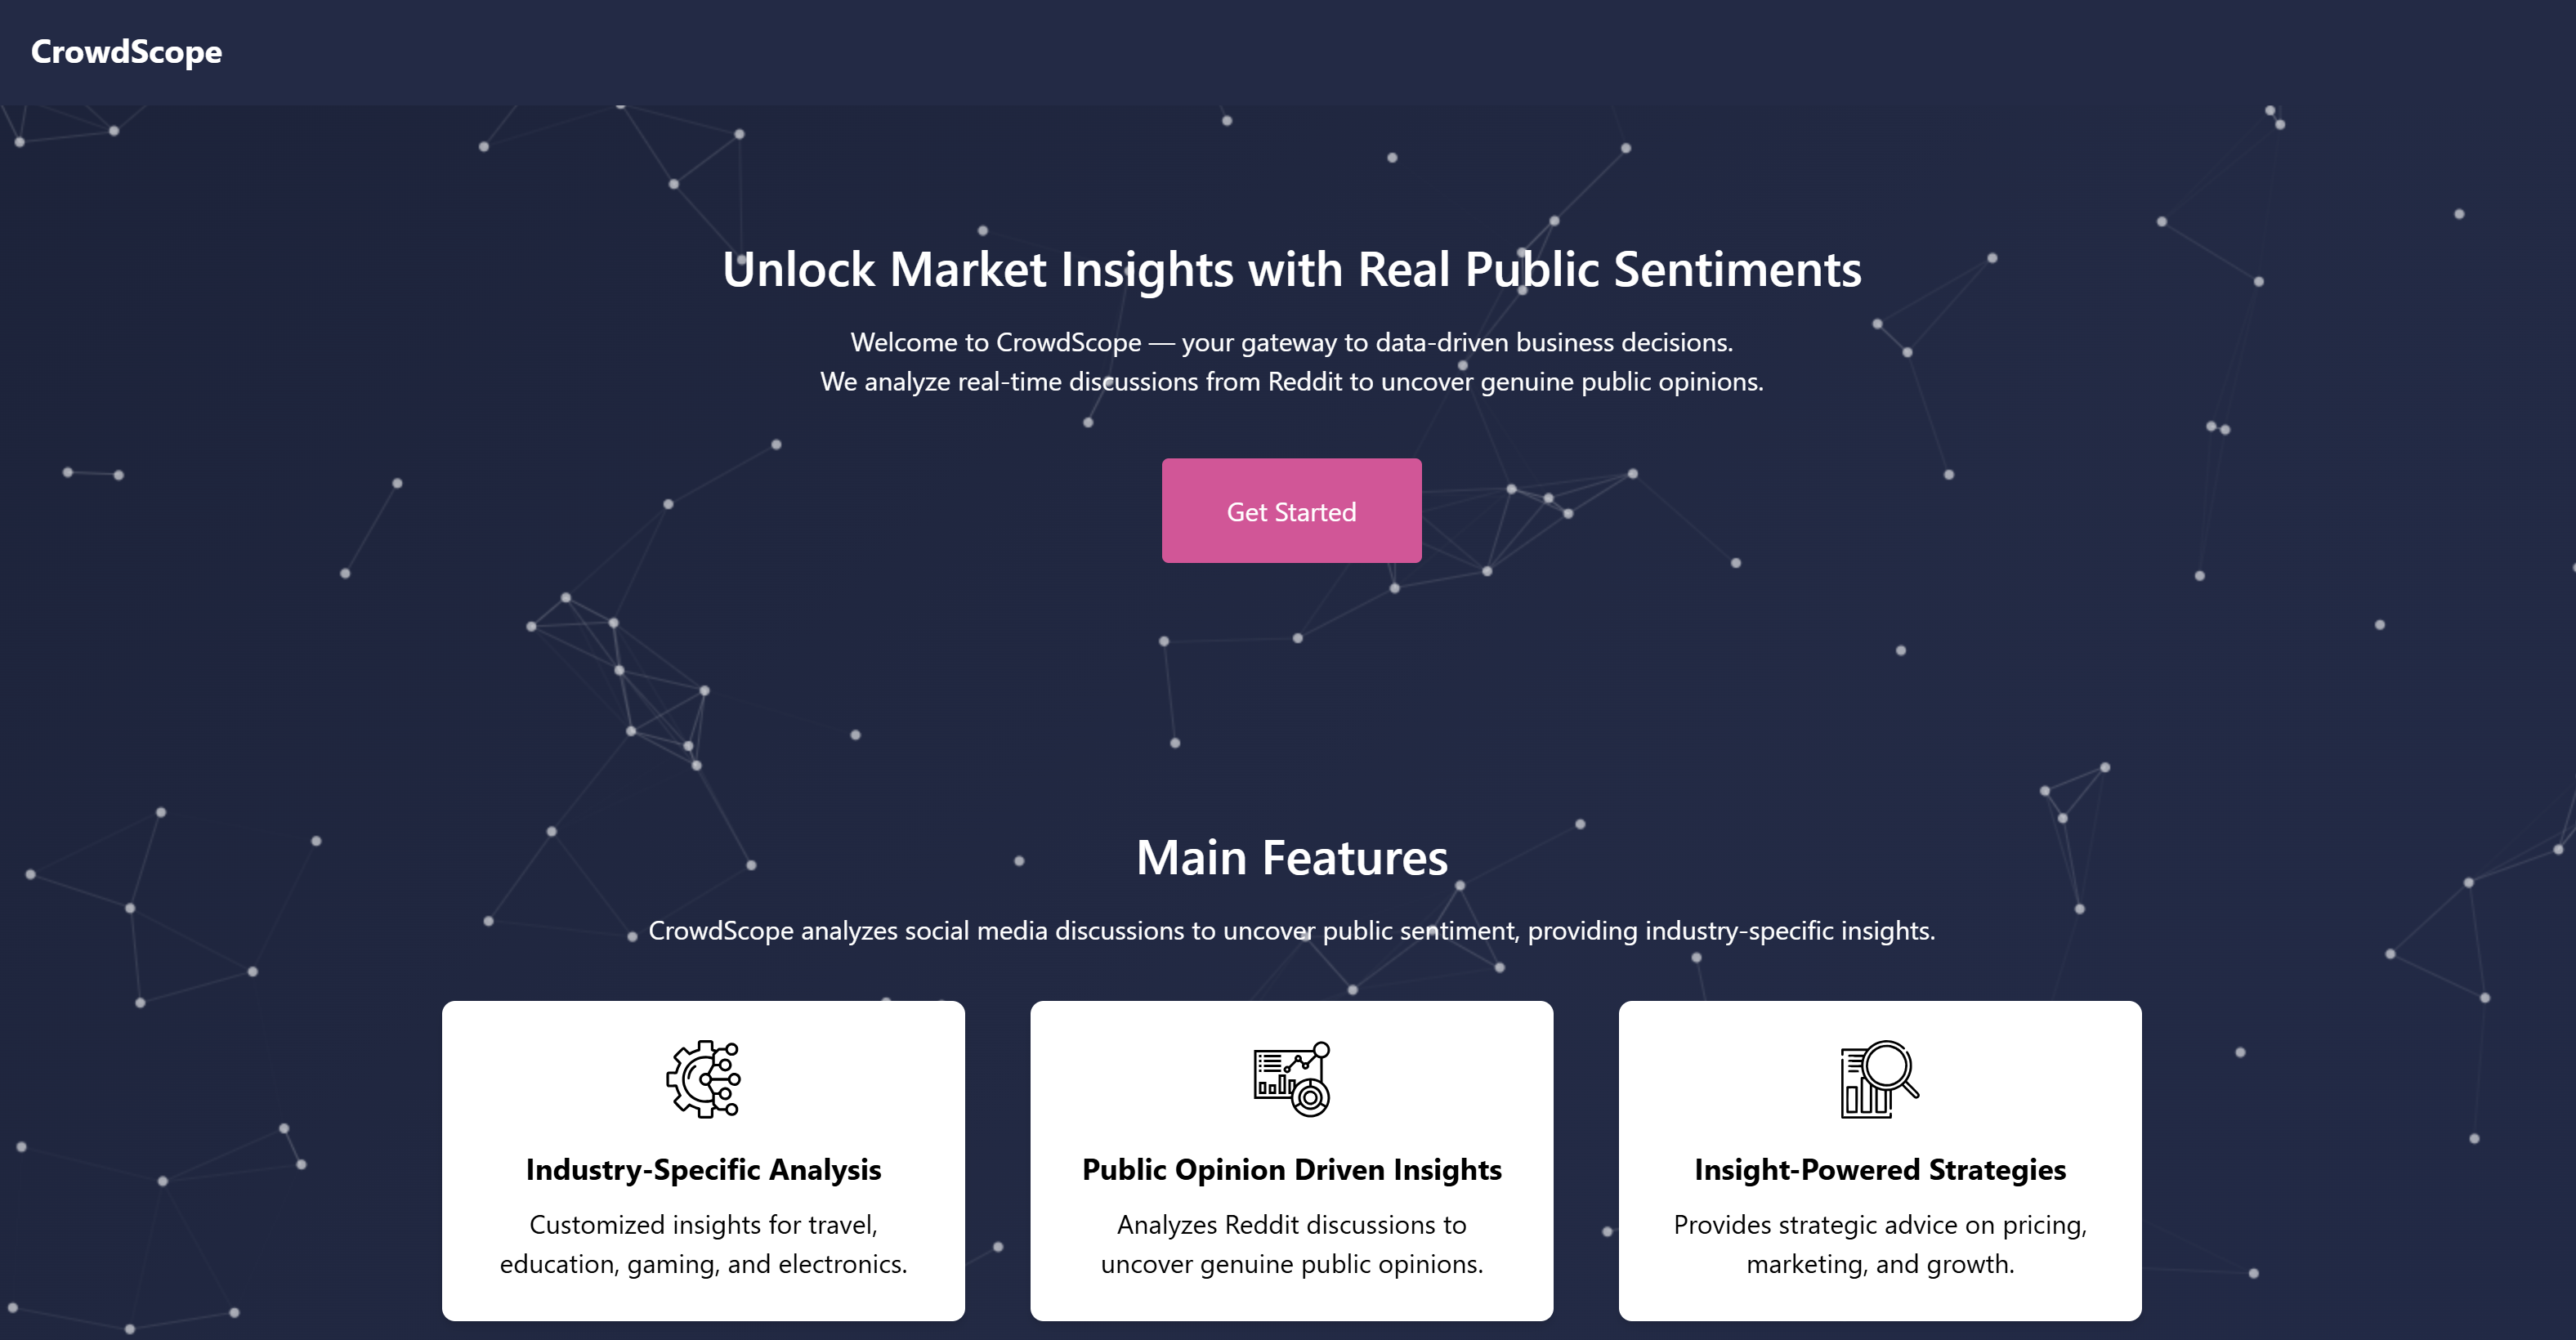 CrowdScope
Unlock Market Insights with Real Public Sentiments
Welcome to CrowdScope — your gateway to data-driven business decisions.
We analyze real-time discussions from Reddit to uncover genuine public opinions.
Get Started
Main Features
CrowdScope analyzes social media discussions to uncover public sentiment, providing industry-specific insights.
Industry-Specific Analysis
Customized insights for travel,
education, gaming, and electronics.
Public Opinion Driven Insights
Analyzes Reddit discussions to
uncover genuine public opinions.
Insight-Powered Strategies
Provides strategic advice on pricing,
marketing, and growth.